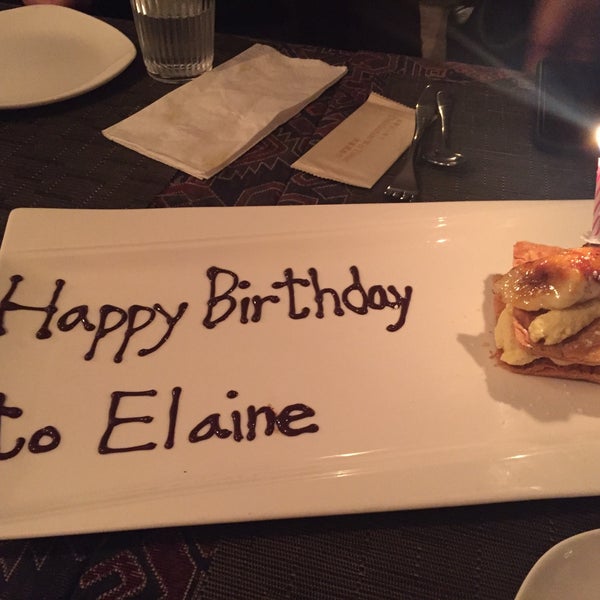 Happy Birthday
to Elaine